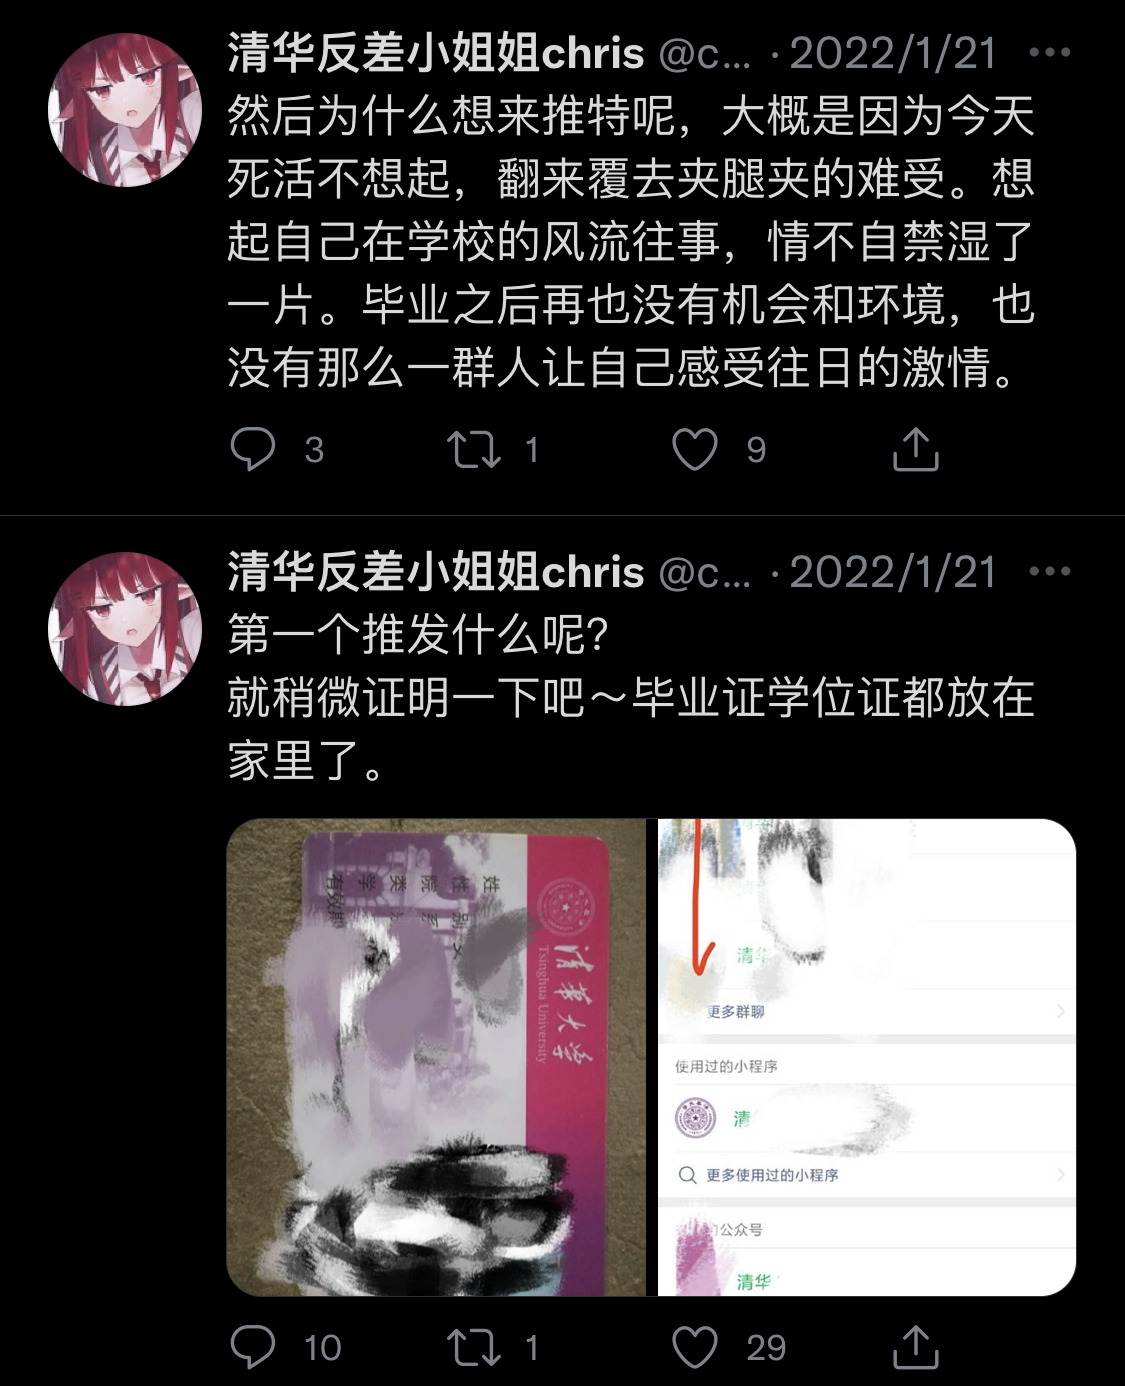 清华反差小姐姐chris @c... · 2022/1/21
然后为什么想来推特呢，大概是因为今天
死活不想起，翻来覆去夹腿夹的难受。想
起自己在学校的风流往事，情不自禁湿了
一片。毕业之后再也没有机会和环境，也
没有那么一群人让自己感受往日的激情。
3 1 9
清华反差小姐姐chris @c... · 2022/1/21
第一个推发什么呢?
就稍微证明一下吧～毕业证学位证都放在
家里了。
清华大学
Tsinghua University
姓
性别
院系
类
学
有效期
清华
更多群聊
使用过的小程序
清
更多使用过的小程序
公众号
清华
10 1 29